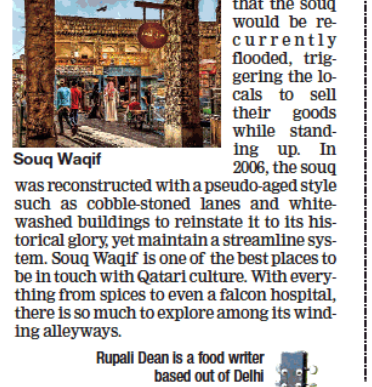 that the souq
would be re-
currently
flooded, trig-
gering the lo-
cals to sell
their goods
while stand-
ing up. In
2006, the souq
Souq Waqif
was reconstructed with a pseudo-aged style
such as cobble-stoned lanes and white-
washed buildings to reinstate it to its his-
torical glory, yet maintain a streamline sys-
tem. Souq Waqif is one of the best places to
be in touch with Qatari culture. With every-
thing from spices to even a falcon hospital,
there is so much to explore among its wind-
ing alleyways.
Rupali Dean is a food writer
based out of Delhi